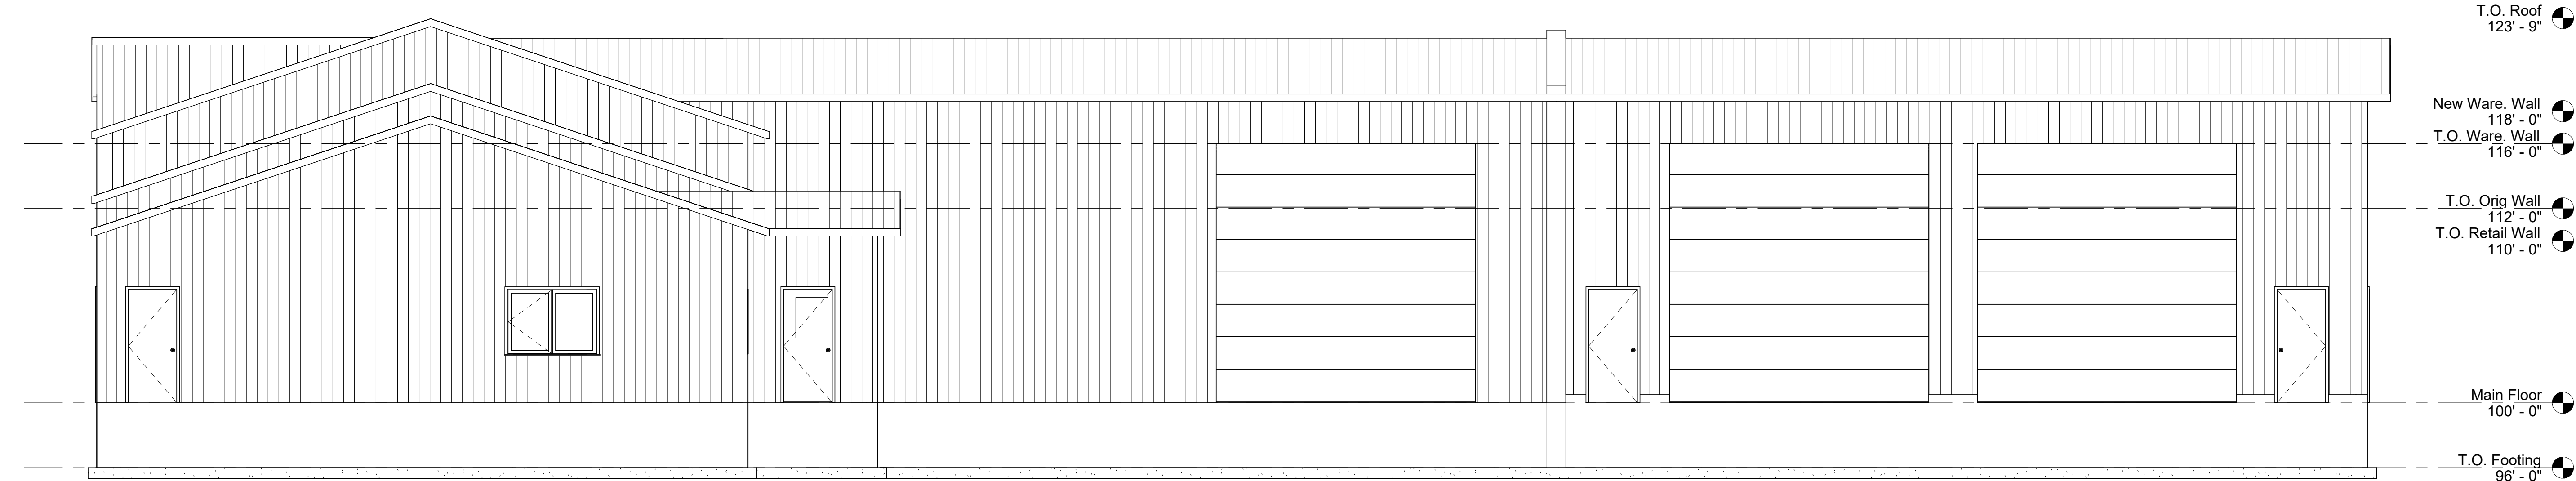 T.O. Roof
123' - 9"
New Ware. Wall
118' - 0"
T.O. Ware. Wall
116' - 0"
T.O. Orig Wall
112' - 0"
T.O. Retail Wall
110' - 0"
Main Floor
100' - 0"
T.O. Footing
96' - 0"